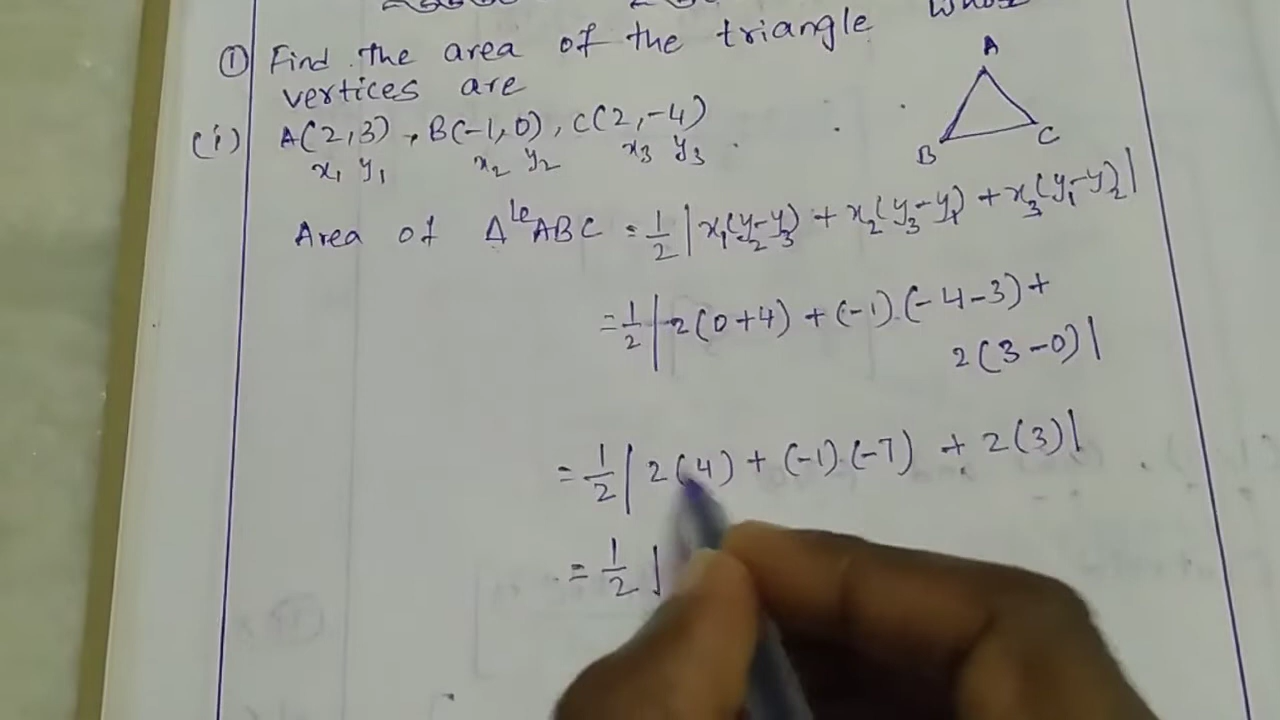 ① Find the area of the triangle
vertices are
(i) A(2,3), B(-1,0), C(2,-4)
x₁ y₁ x₂ y₂ x₃ y₃
A
B
C
Area of Δˡᵉ ABC = 1/2 | x₁(y₂-y₃) + x₂(y₃-y₁) + x₃(y₁-y₂) |
= 1/2 | 2(0+4) + (-1).(-4-3) +
2(3-0) |
= 1/2 | 2(4) + (-1).(-7) + 2(3) |
= 1/2 |